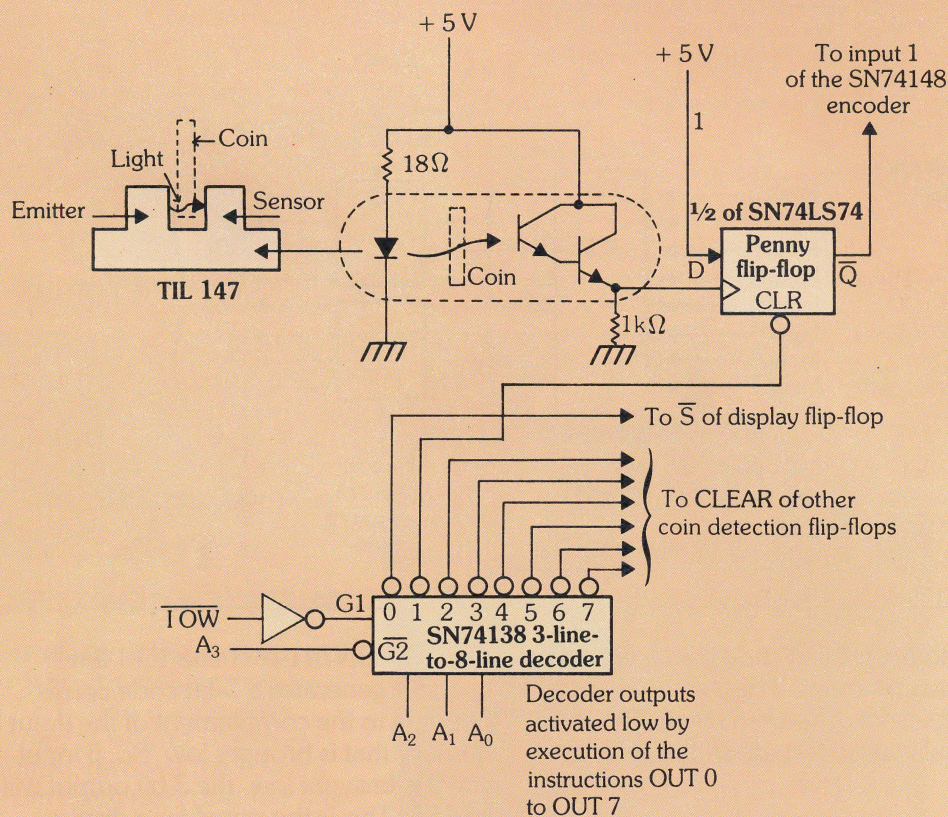 + 5 V
+ 5 V
To input 1
of the SN74148
encoder
1
Coin
Light
18Ω
Emitter
Sensor
½ of SN74LS74
Penny
flip-flop
D
Q̅
CLR
Coin
TIL 147
1kΩ
To S̅ of display flip-flop
To CLEAR of other
coin detection flip-flops
I̅O̅W̅
G1
0 1 2 3 4 5 6 7
SN74138 3-line-
to-8-line decoder
A₃
G̅2̅
A₂ A₁ A₀
Decoder outputs
activated low by
execution of the
instructions OUT 0
to OUT 7